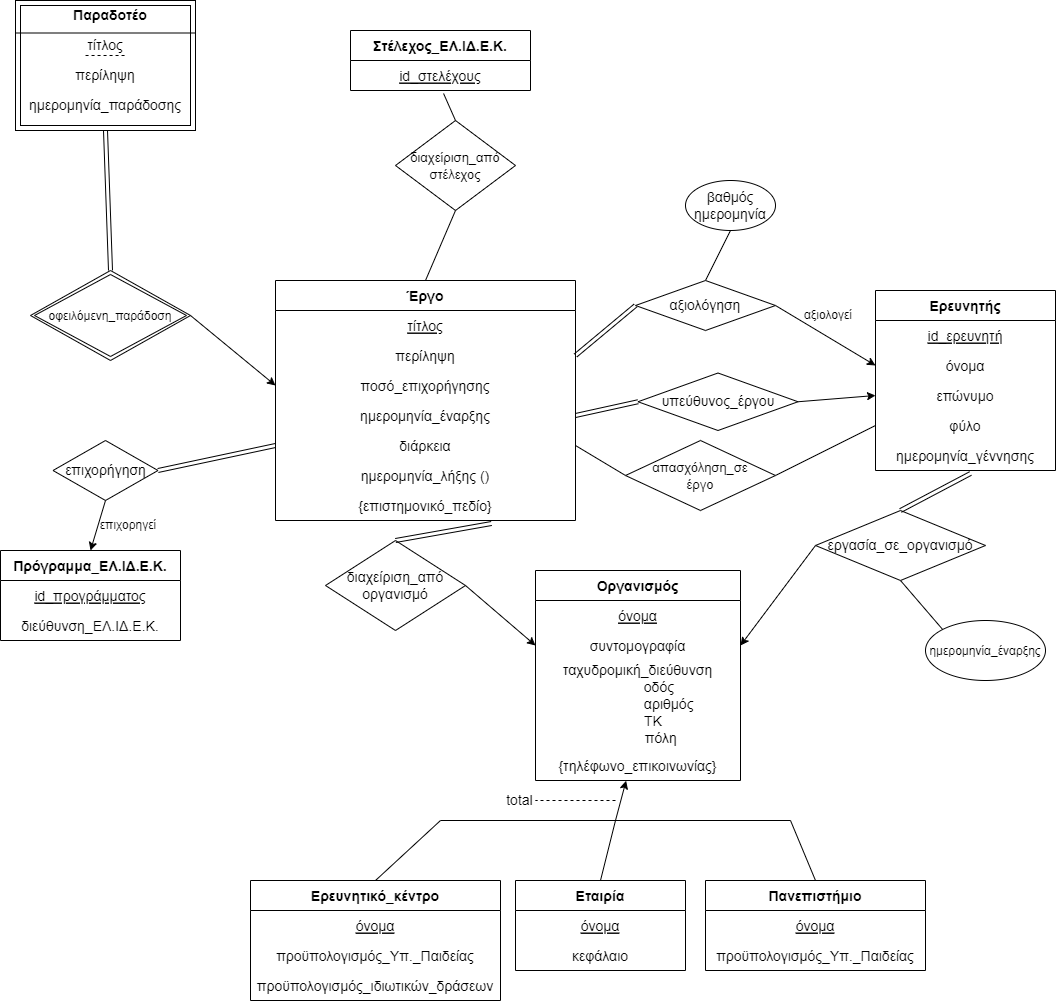 Παραδοτέο
τίτλος
περίληψη
ημερομηνία_παράδοσης
Στέλεχος_ΕΛ.ΙΔ.Ε.Κ.
id_στελέχους
διαχείριση_από
στέλεχος
βαθμός
ημερομηνία
οφειλόμενη_παράδοση
Έργο
τίτλος
περίληψη
ποσό_επιχορήγησης
ημερομηνία_έναρξης
διάρκεια
ημερομηνία_λήξης ()
{επιστημονικό_πεδίο}
αξιολόγηση
αξιολογεί
υπεύθυνος_έργου
απασχόληση_σε
έργο
Ερευνητής
id_ερευνητή
όνομα
επώνυμο
φύλο
ημερομηνία_γέννησης
επιχορήγηση
επιχορηγεί
Πρόγραμμα_ΕΛ.ΙΔ.Ε.Κ.
id_προγράμματος
διεύθυνση_ΕΛ.ΙΔ.Ε.Κ.
διαχείριση_από
οργανισμό
εργασία_σε_οργανισμό
ημερομηνία_έναρξης
Οργανισμός
όνομα
συντομογραφία
ταχυδρομική_διεύθυνση
οδός
αριθμός
ΤΚ
πόλη
{τηλέφωνο_επικοινωνίας}
total
Ερευνητικό_κέντρο
όνομα
προϋπολογισμός_Υπ._Παιδείας
προϋπολογισμός_ιδιωτικών_δράσεων
Εταιρία
όνομα
κεφάλαιο
Πανεπιστήμιο
όνομα
προϋπολογισμός_Υπ._Παιδείας